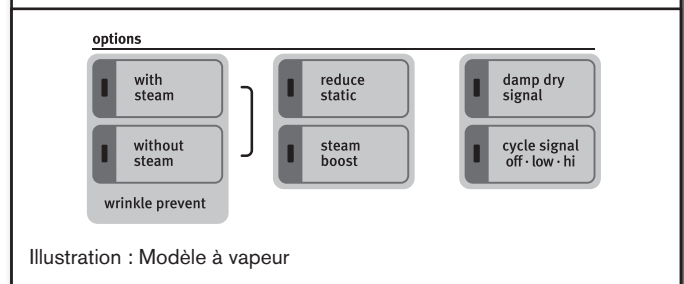 options
with
steam
without
steam
wrinkle prevent
reduce
static
steam
boost
damp dry
signal
cycle signal
off · low · hi
Illustration : Modèle à vapeur